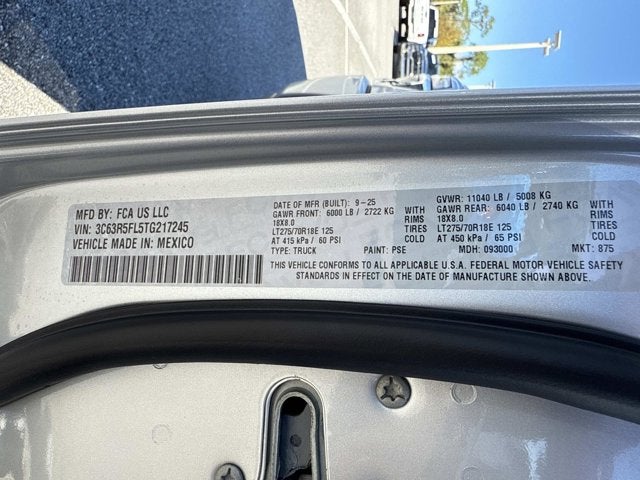 MFD BY: FCA US LLC
VIN: 3C63R5FL5TG217245
VEHICLE MADE IN: MEXICO
DATE OF MFR (BUILT): 9-25
GAWR FRONT: 6000 LB / 2722 KG WITH
18X8.0 RIMS
LT275/70R18E 125 TIRES
AT 415 kPa / 60 PSI COLD
TYPE: TRUCK PAINT: PSE
GVWR: 11040 LB / 5008 KG
GAWR REAR: 6040 LB / 2740 KG WITH
18X8.0 RIMS
LT275/70R18E 125 TIRES
AT 450 kPa / 65 PSI COLD
MDH: 093000 MKT: 875
THIS VEHICLE CONFORMS TO ALL APPLICABLE U.S.A. FEDERAL MOTOR VEHICLE SAFETY
STANDARDS IN EFFECT ON THE DATE OF MANUFACTURE SHOWN ABOVE.